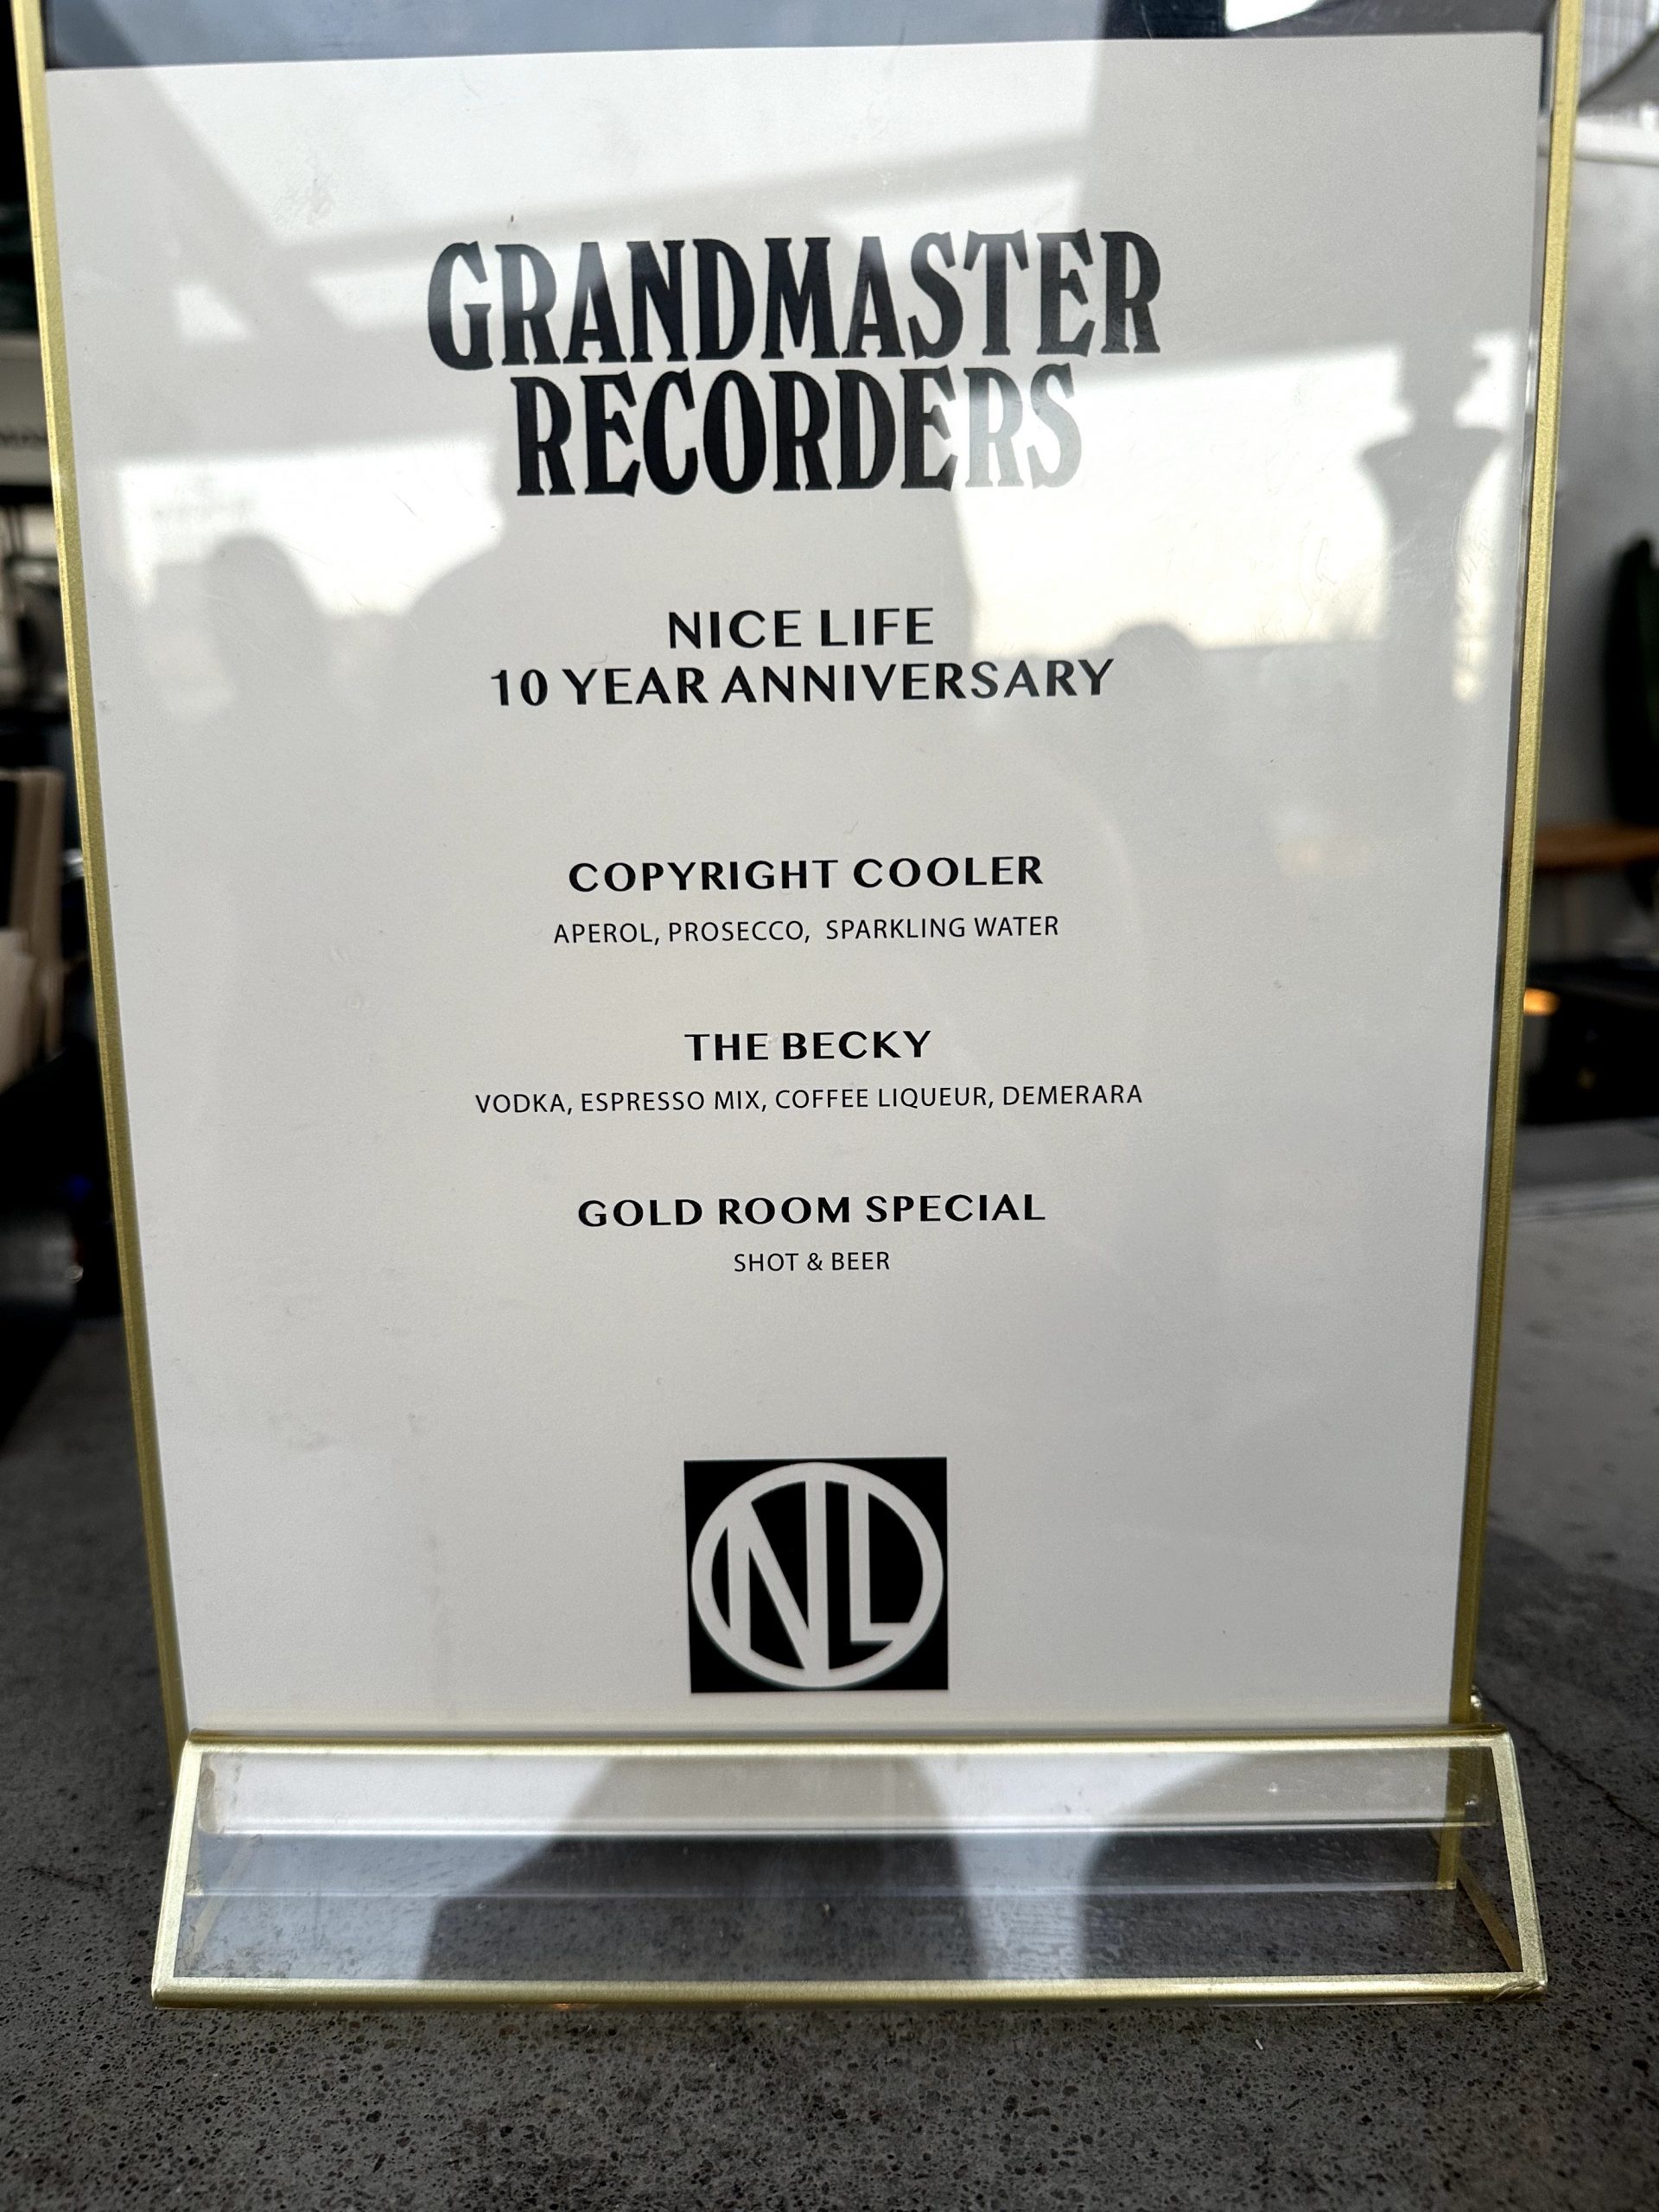 GRANDMASTER
RECORDERS
NICE LIFE
10 YEAR ANNIVERSARY
COPYRIGHT COOLER
APEROL, PROSECCO, SPARKLING WATER
THE BECKY
VODKA, ESPRESSO MIX, COFFEE LIQUEUR, DEMERARA
GOLD ROOM SPECIAL
SHOT & BEER
NL